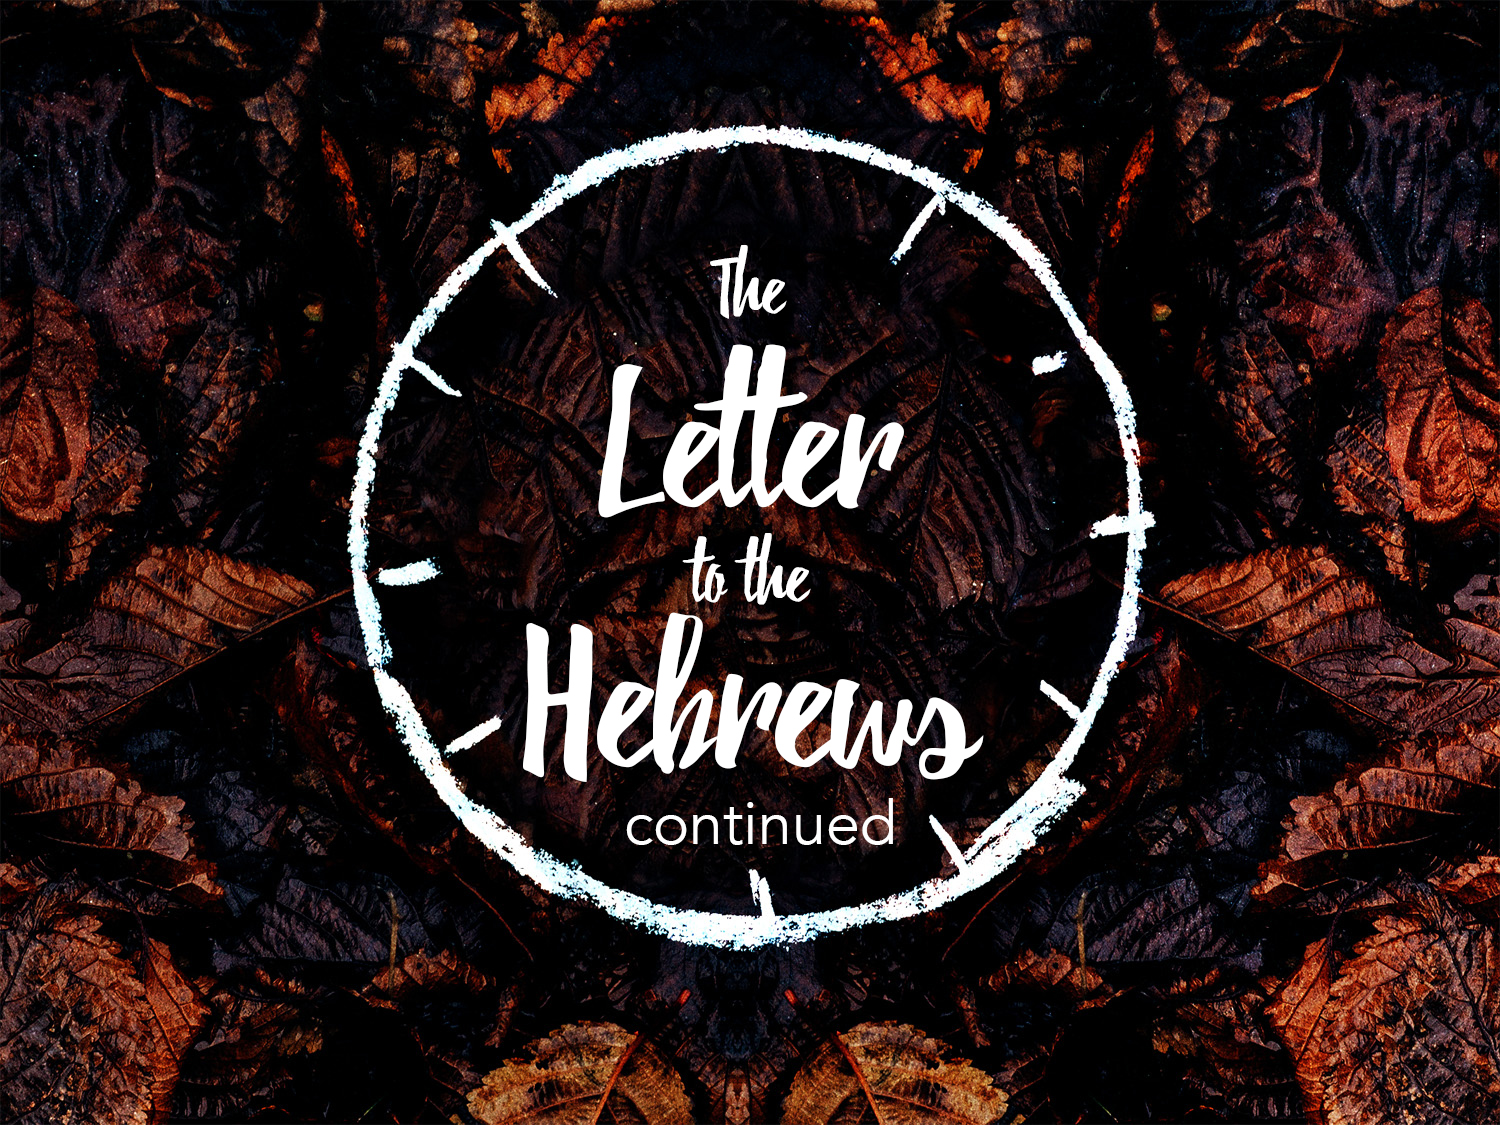 The
Letter
to the
Hebrews
continued